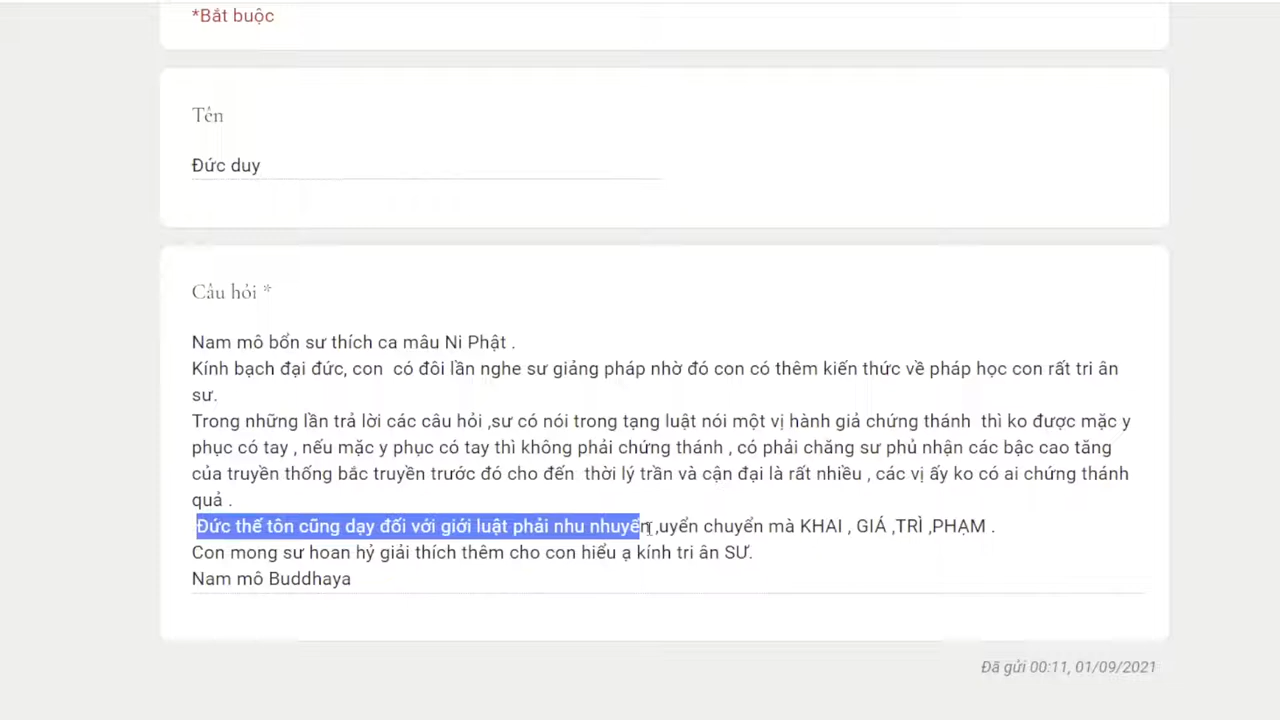 *Bắt buộc
Tên
Đức duy
Câu hỏi *
Nam mô bổn sư thích ca mâu Ni Phật .
Kính bạch đại đức, con có đôi lần nghe sư giảng pháp nhờ đó con có thêm kiến thức về pháp học con rất tri ân
sư.
Trong những lần trả lời các câu hỏi ,sư có nói trong tạng luật nói một vị hành giả chứng thánh thì ko được mặc y
phục có tay , nếu mặc y phục có tay thì không phải chứng thánh , có phải chăng sư phủ nhận các bậc cao tăng
của truyền thống bắc truyền trước đó cho đến thời lý trần và cận đại là rất nhiều , các vị ấy ko có ai chứng thánh
quả .
Đức thế tôn cũng dạy đối với giới luật phải nhu nhuyễn ,uyển chuyển mà KHAI , GIÁ ,TRÌ ,PHẠM .
Con mong sư hoan hỷ giải thích thêm cho con hiểu ạ kính tri ân SƯ.
Nam mô Buddhaya
Đã gửi 00:11, 01/09/2021